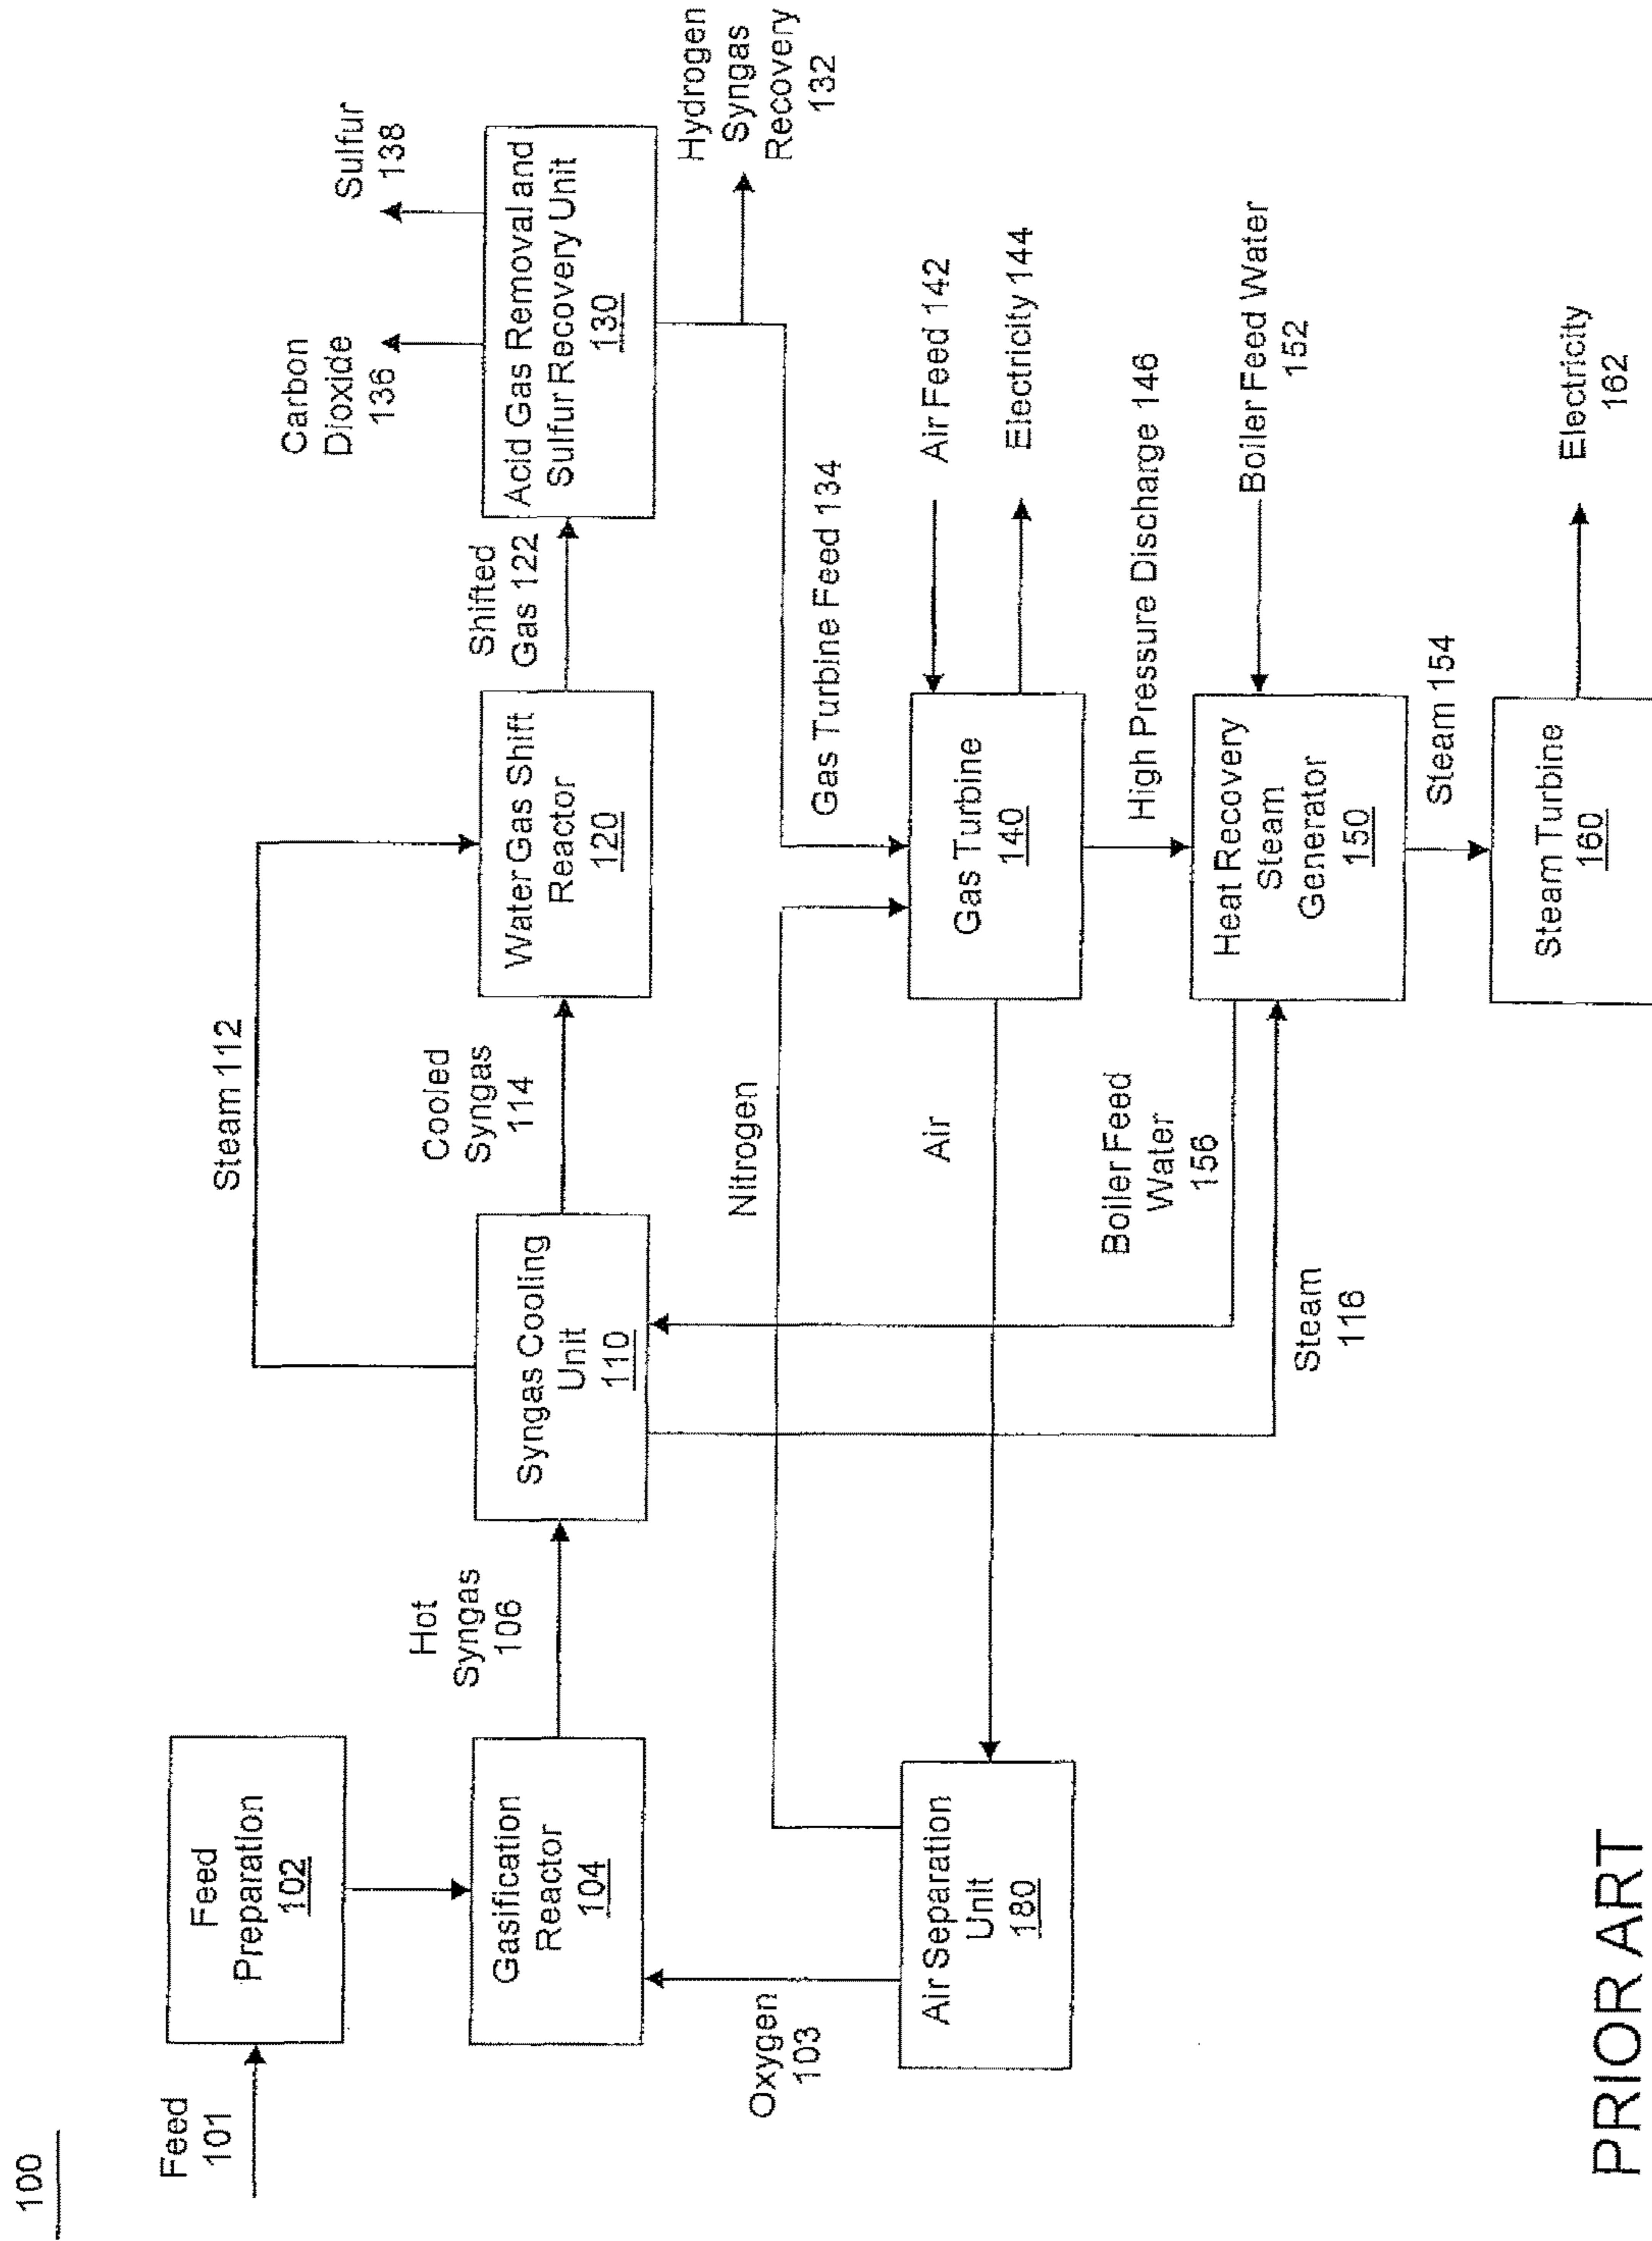 100
Feed
101
Feed
Preparation
102
Gasification
Reactor
104
Oxygen
103
Air Separation
Unit
180
Hot
Syngas
106
Syngas Cooling
Unit
110
Steam 112
Cooled
Syngas
114
Water Gas Shift
Reactor
120
Shifted
Gas 122
Acid Gas Removal and
Sulfur Recovery Unit
130
Carbon
Dioxide
136
Sulfur
138
Hydrogen
Syngas
Recovery
132
Gas Turbine Feed 134
Nitrogen
Air
Gas Turbine
140
Air Feed 142
Electricity 144
High Pressure Discharge 146
Boiler Feed
Water
156
Steam
116
Heat Recovery
Steam
Generator
150
Boiler Feed Water
152
Steam 154
Steam Turbine
160
Electricity
162
PRIOR ART